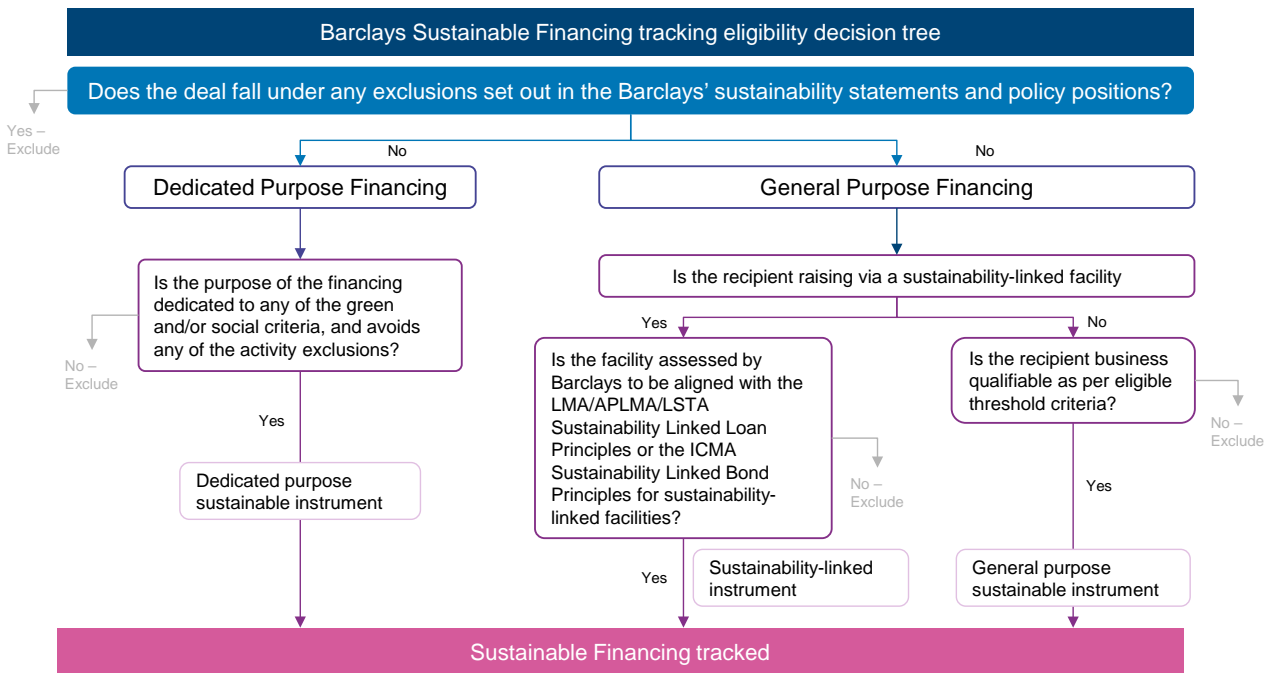 Barclays Sustainable Financing tracking eligibility decision tree
Does the deal fall under any exclusions set out in the Barclays' sustainability statements and policy positions?
Yes –
Exclude
No
No
Dedicated Purpose Financing
General Purpose Financing
Is the purpose of the financing
dedicated to any of the green
and/or social criteria, and avoids
any of the activity exclusions?
No –
Exclude
Yes
Dedicated purpose
sustainable instrument
Is the recipient raising via a sustainability-linked facility
Yes
No
Is the facility assessed by
Barclays to be aligned with the
LMA/APLMA/LSTA
Sustainability Linked Loan
Principles or the ICMA
Sustainability Linked Bond
Principles for sustainability-
linked facilities?
No –
Exclude
Yes
Sustainability-linked
instrument
Is the recipient business
qualifiable as per eligible
threshold criteria?
No –
Exclude
Yes
General purpose
sustainable instrument
Sustainable Financing tracked